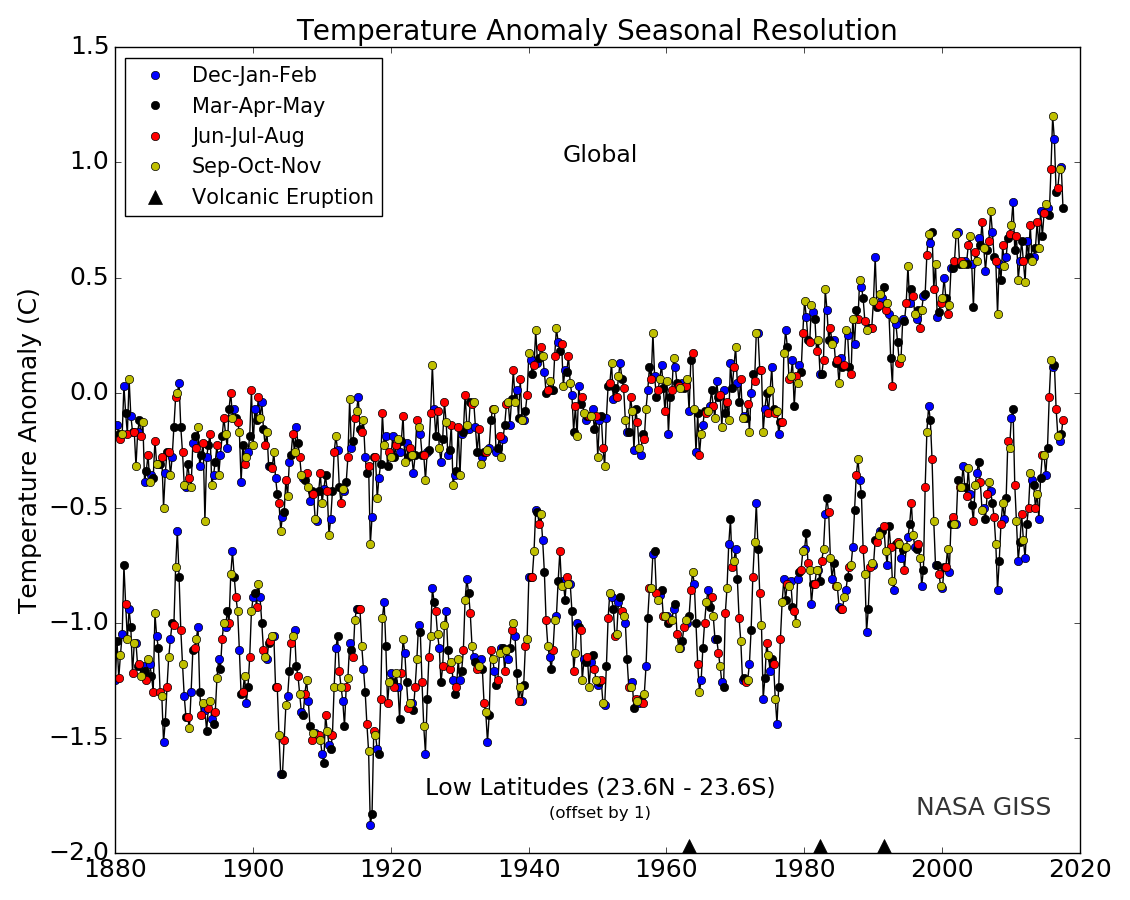 Temperature Anomaly Seasonal Resolution
1.5
1.0
0.5
0.0
−0.5
−1.0
−1.5
−2.0
Temperature Anomaly (C)
Dec-Jan-Feb
Mar-Apr-May
Jun-Jul-Aug
Sep-Oct-Nov
Volcanic Eruption
Global
Low Latitudes (23.6N - 23.6S)
(offset by 1)
NASA GISS
1880 1900 1920 1940 1960 1980 2000 2020